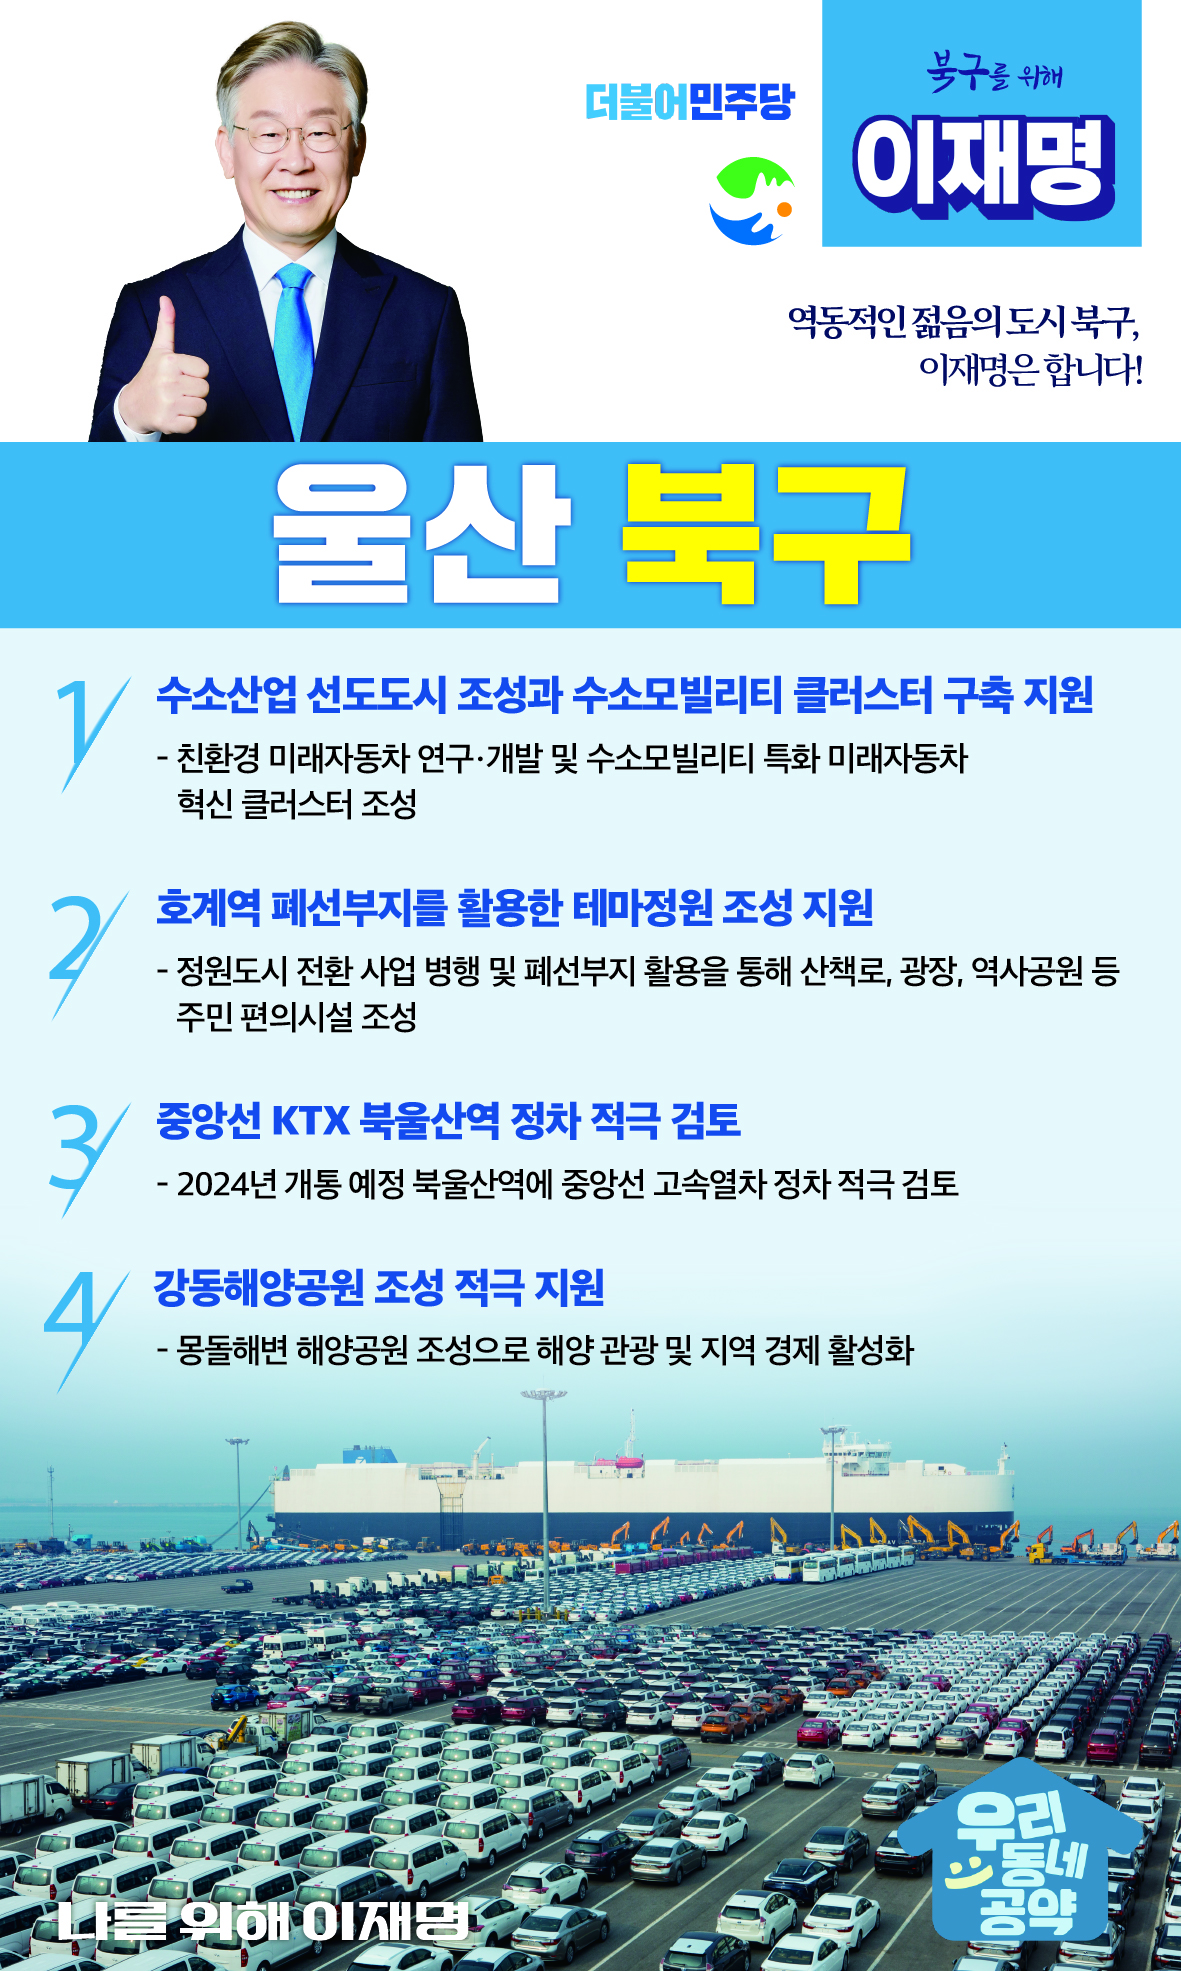 더불어민주당
북구를 위해
이재명
역동적인 젊음의 도시 북구,
이재명은 합니다!
울산 북구
1 수소산업 선도도시 조성과 수소모빌리티 클러스터 구축 지원
- 친환경 미래자동차 연구·개발 및 수소모빌리티 특화 미래자동차
혁신 클러스터 조성
2 호계역 폐선부지를 활용한 테마정원 조성 지원
- 정원도시 전환 사업 병행 및 폐선부지 활용을 통해 산책로, 광장, 역사공원 등
주민 편의시설 조성
3 중앙선 KTX 북울산역 정차 적극 검토
- 2024년 개통 예정 북울산역에 중앙선 고속열차 정차 적극 검토
4 강동해양공원 조성 적극 지원
- 몽돌해변 해양공원 조성으로 해양 관광 및 지역 경제 활성화
나를 위해 이재명
우리
동네
공약